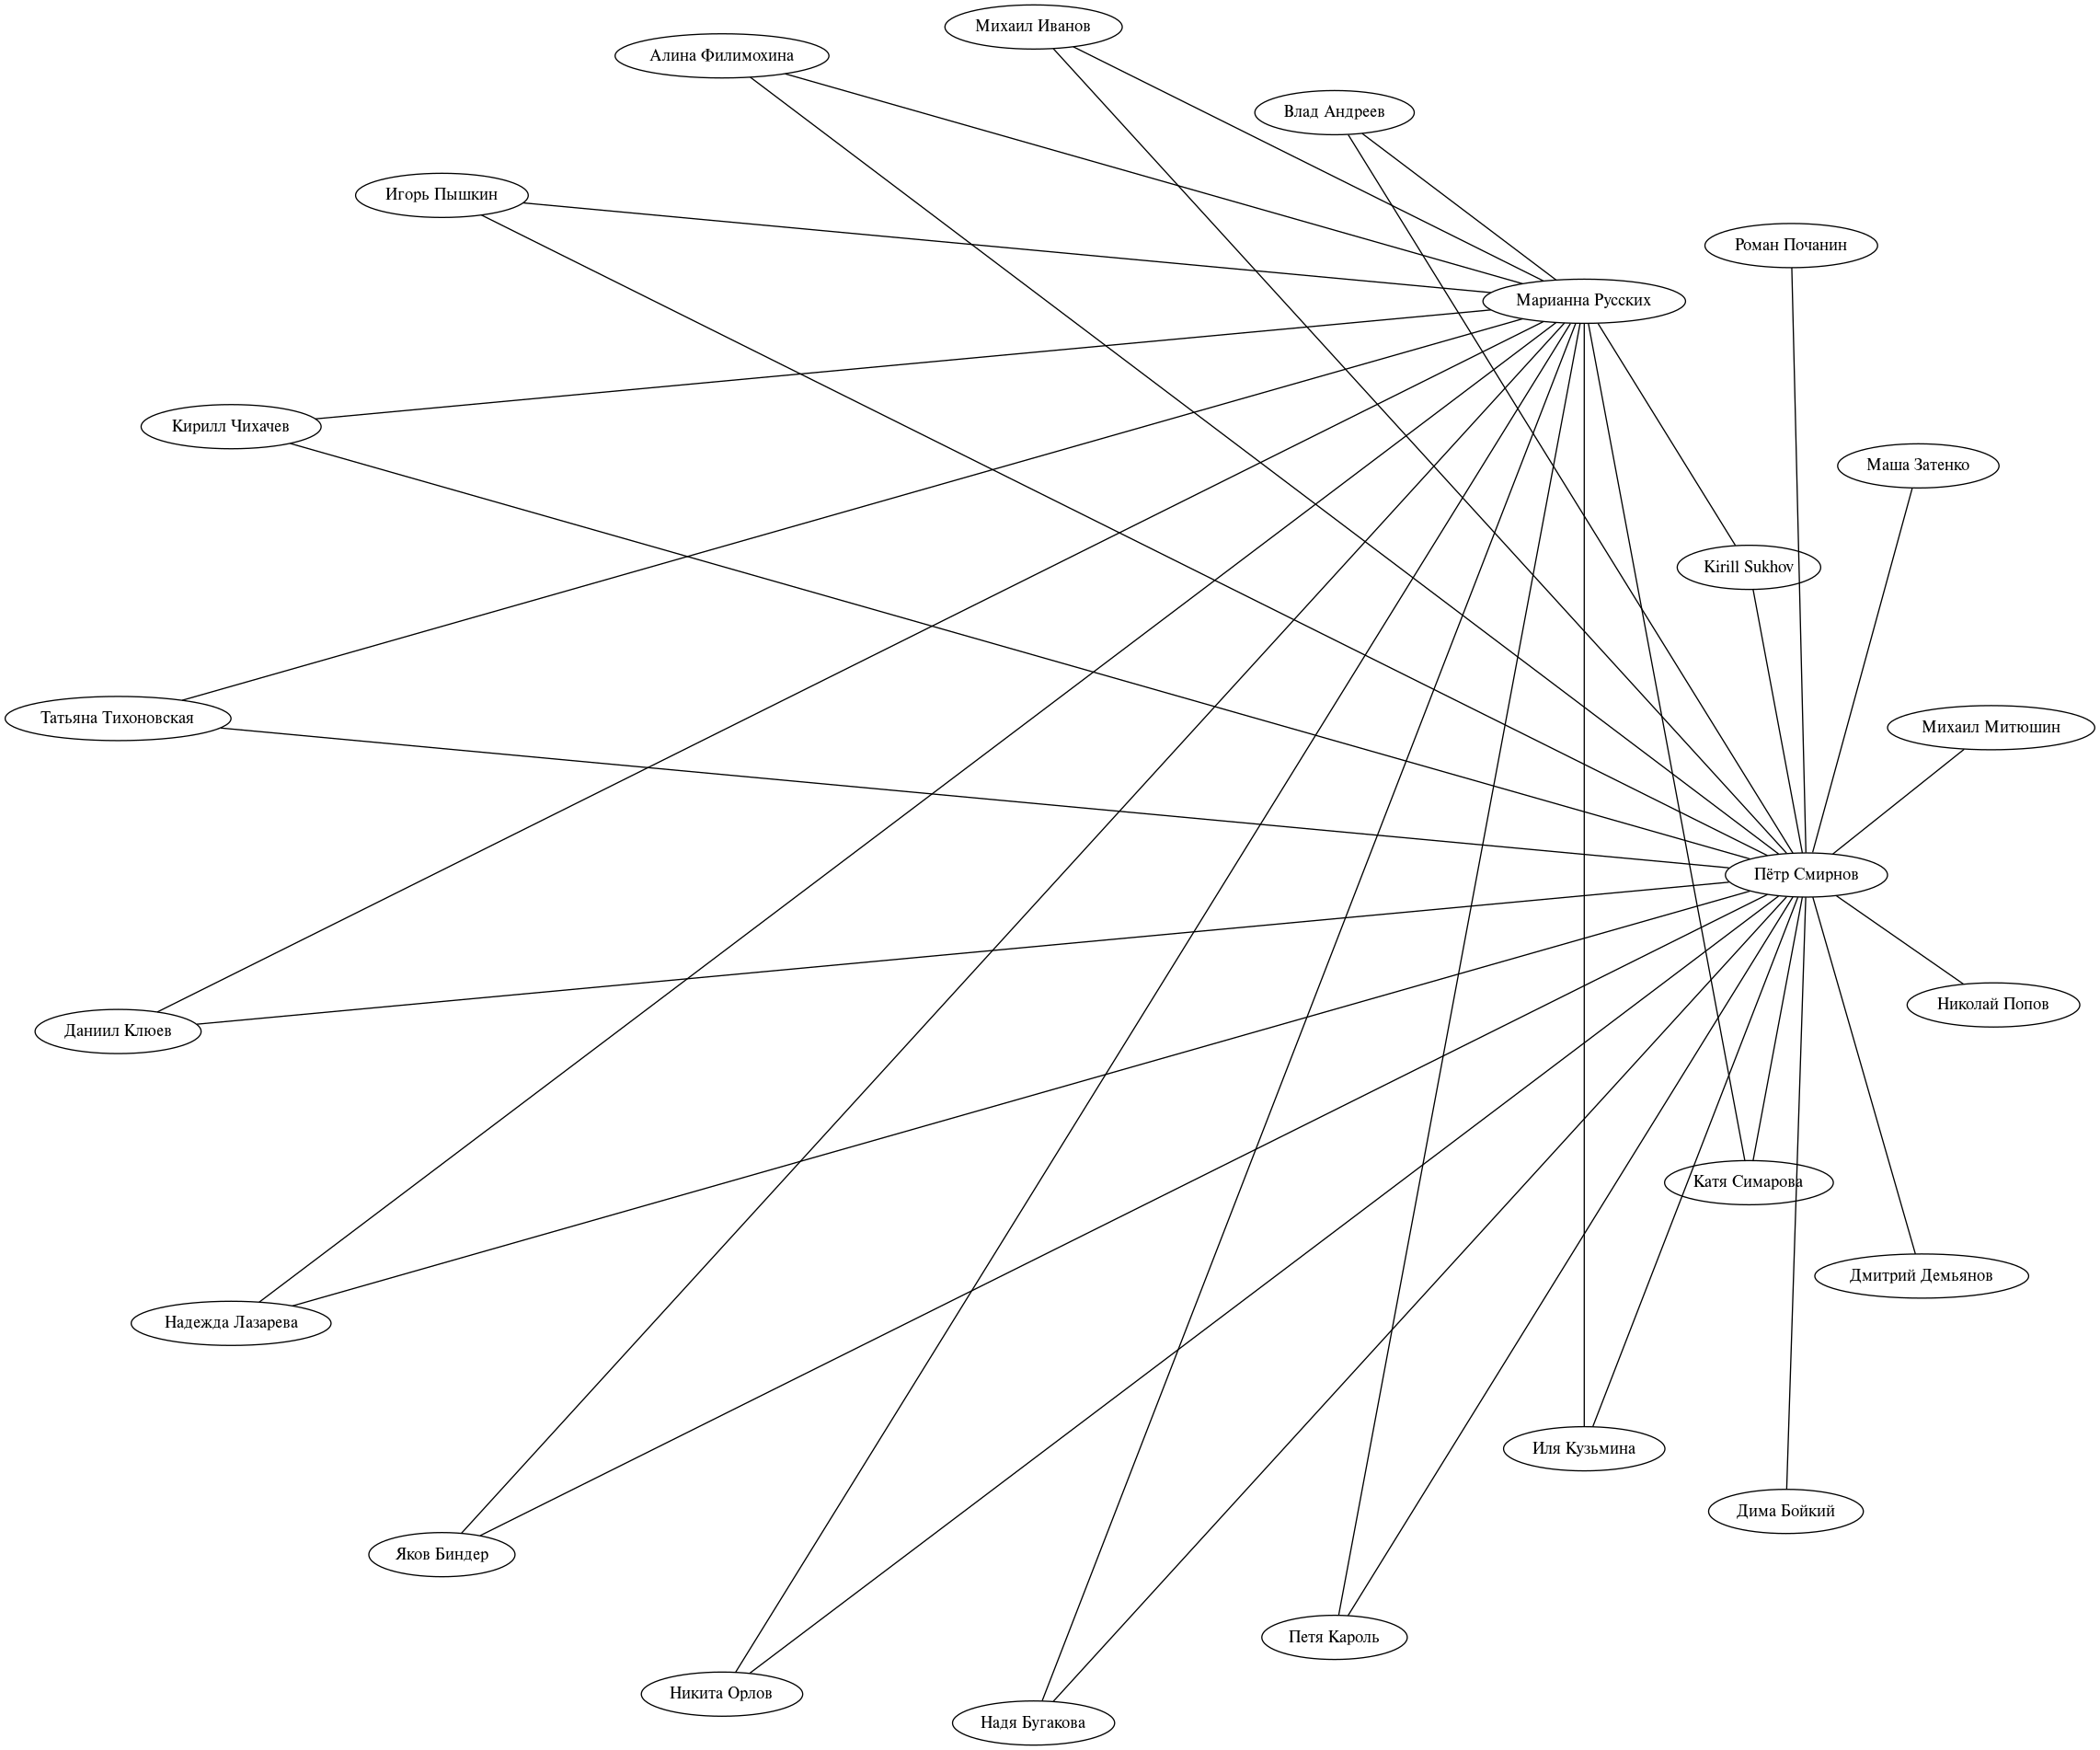 Михаил Иванов
Алина Филимохина
Влад Андреев
Игорь Пышкин
Роман Почанин
Марианна Русских
Кирилл Чихачев
Маша Затенко
Kirill Sukhov
Татьяна Тихоновская
Михаил Митюшин
Пётр Смирнов
Николай Попов
Даниил Клюев
Катя Симарова
Дмитрий Демьянов
Надежда Лазарева
Иля Кузьмина
Дима Бойкий
Яков Биндер
Петя Кароль
Никита Орлов
Надя Бугакова